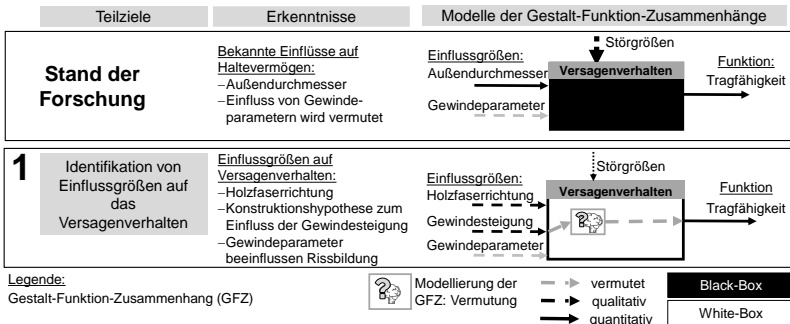 Teilziele
Erkenntnisse
Modelle der Gestalt-Funktion-Zusammenhänge
Stand der
Forschung
Bekannte Einflüsse auf
Haltevermögen:
–Außendurchmesser
–Einfluss von Gewinde-
parametern wird vermutet
Einflussgrößen:
Außendurchmesser
Gewindeparameter
Störgrößen
Versagenverhalten
Funktion:
Tragfähigkeit
1
Identifikation von
Einflussgrößen auf
das
Versagenverhalten
Einflussgrößen auf
Versagenverhalten:
–Holzfaserrichtung
–Konstruktionshypothese zum
Einfluss der Gewindesteigung
–Gewindeparameter
beeinflussen Rissbildung
Einflussgrößen:
Holzfaserrichtung
Gewindesteigung
Gewindeparameter
Störgrößen
Versagenverhalten
?
Funktion
Tragfähigkeit
Legende:
Gestalt-Funktion-Zusammenhang (GFZ)
?
Modellierung der
GFZ: Vermutung
vermutet
qualitativ
quantitativ
Black-Box
White-Box